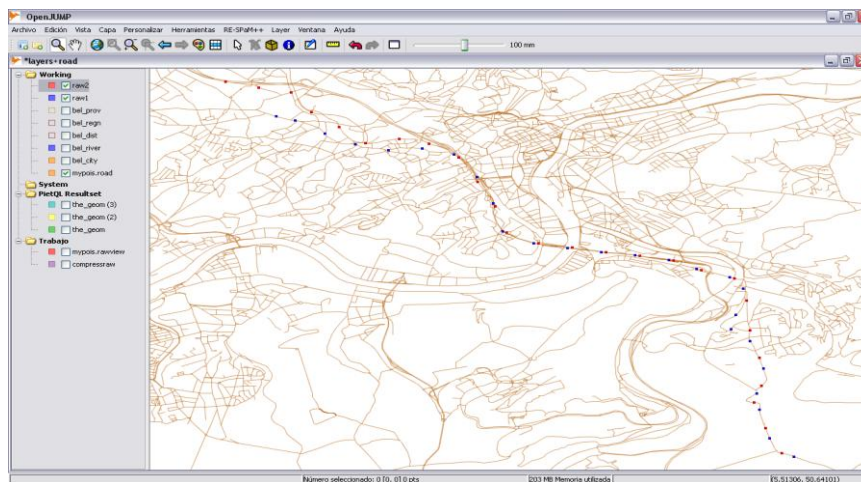 OpenJUMP
Archivo Edición Vista Capa Personalizar Herramientas RE-SPaM++ Layer Ventana Ayuda
100 mm
*layers·road
Working
raw2
raw1
bel_prov
bel_regn
bel_dist
bel_river
bel_city
mypois.road
System
PietQL Resultset
the_geom (3)
the_geom (2)
the_geom
Trabajo
mypois.rawview
compressraw
Número seleccionado: 0 [0, 0] 0 pts
203 MB Memoria utilizada
(5.51306, 50.64101)